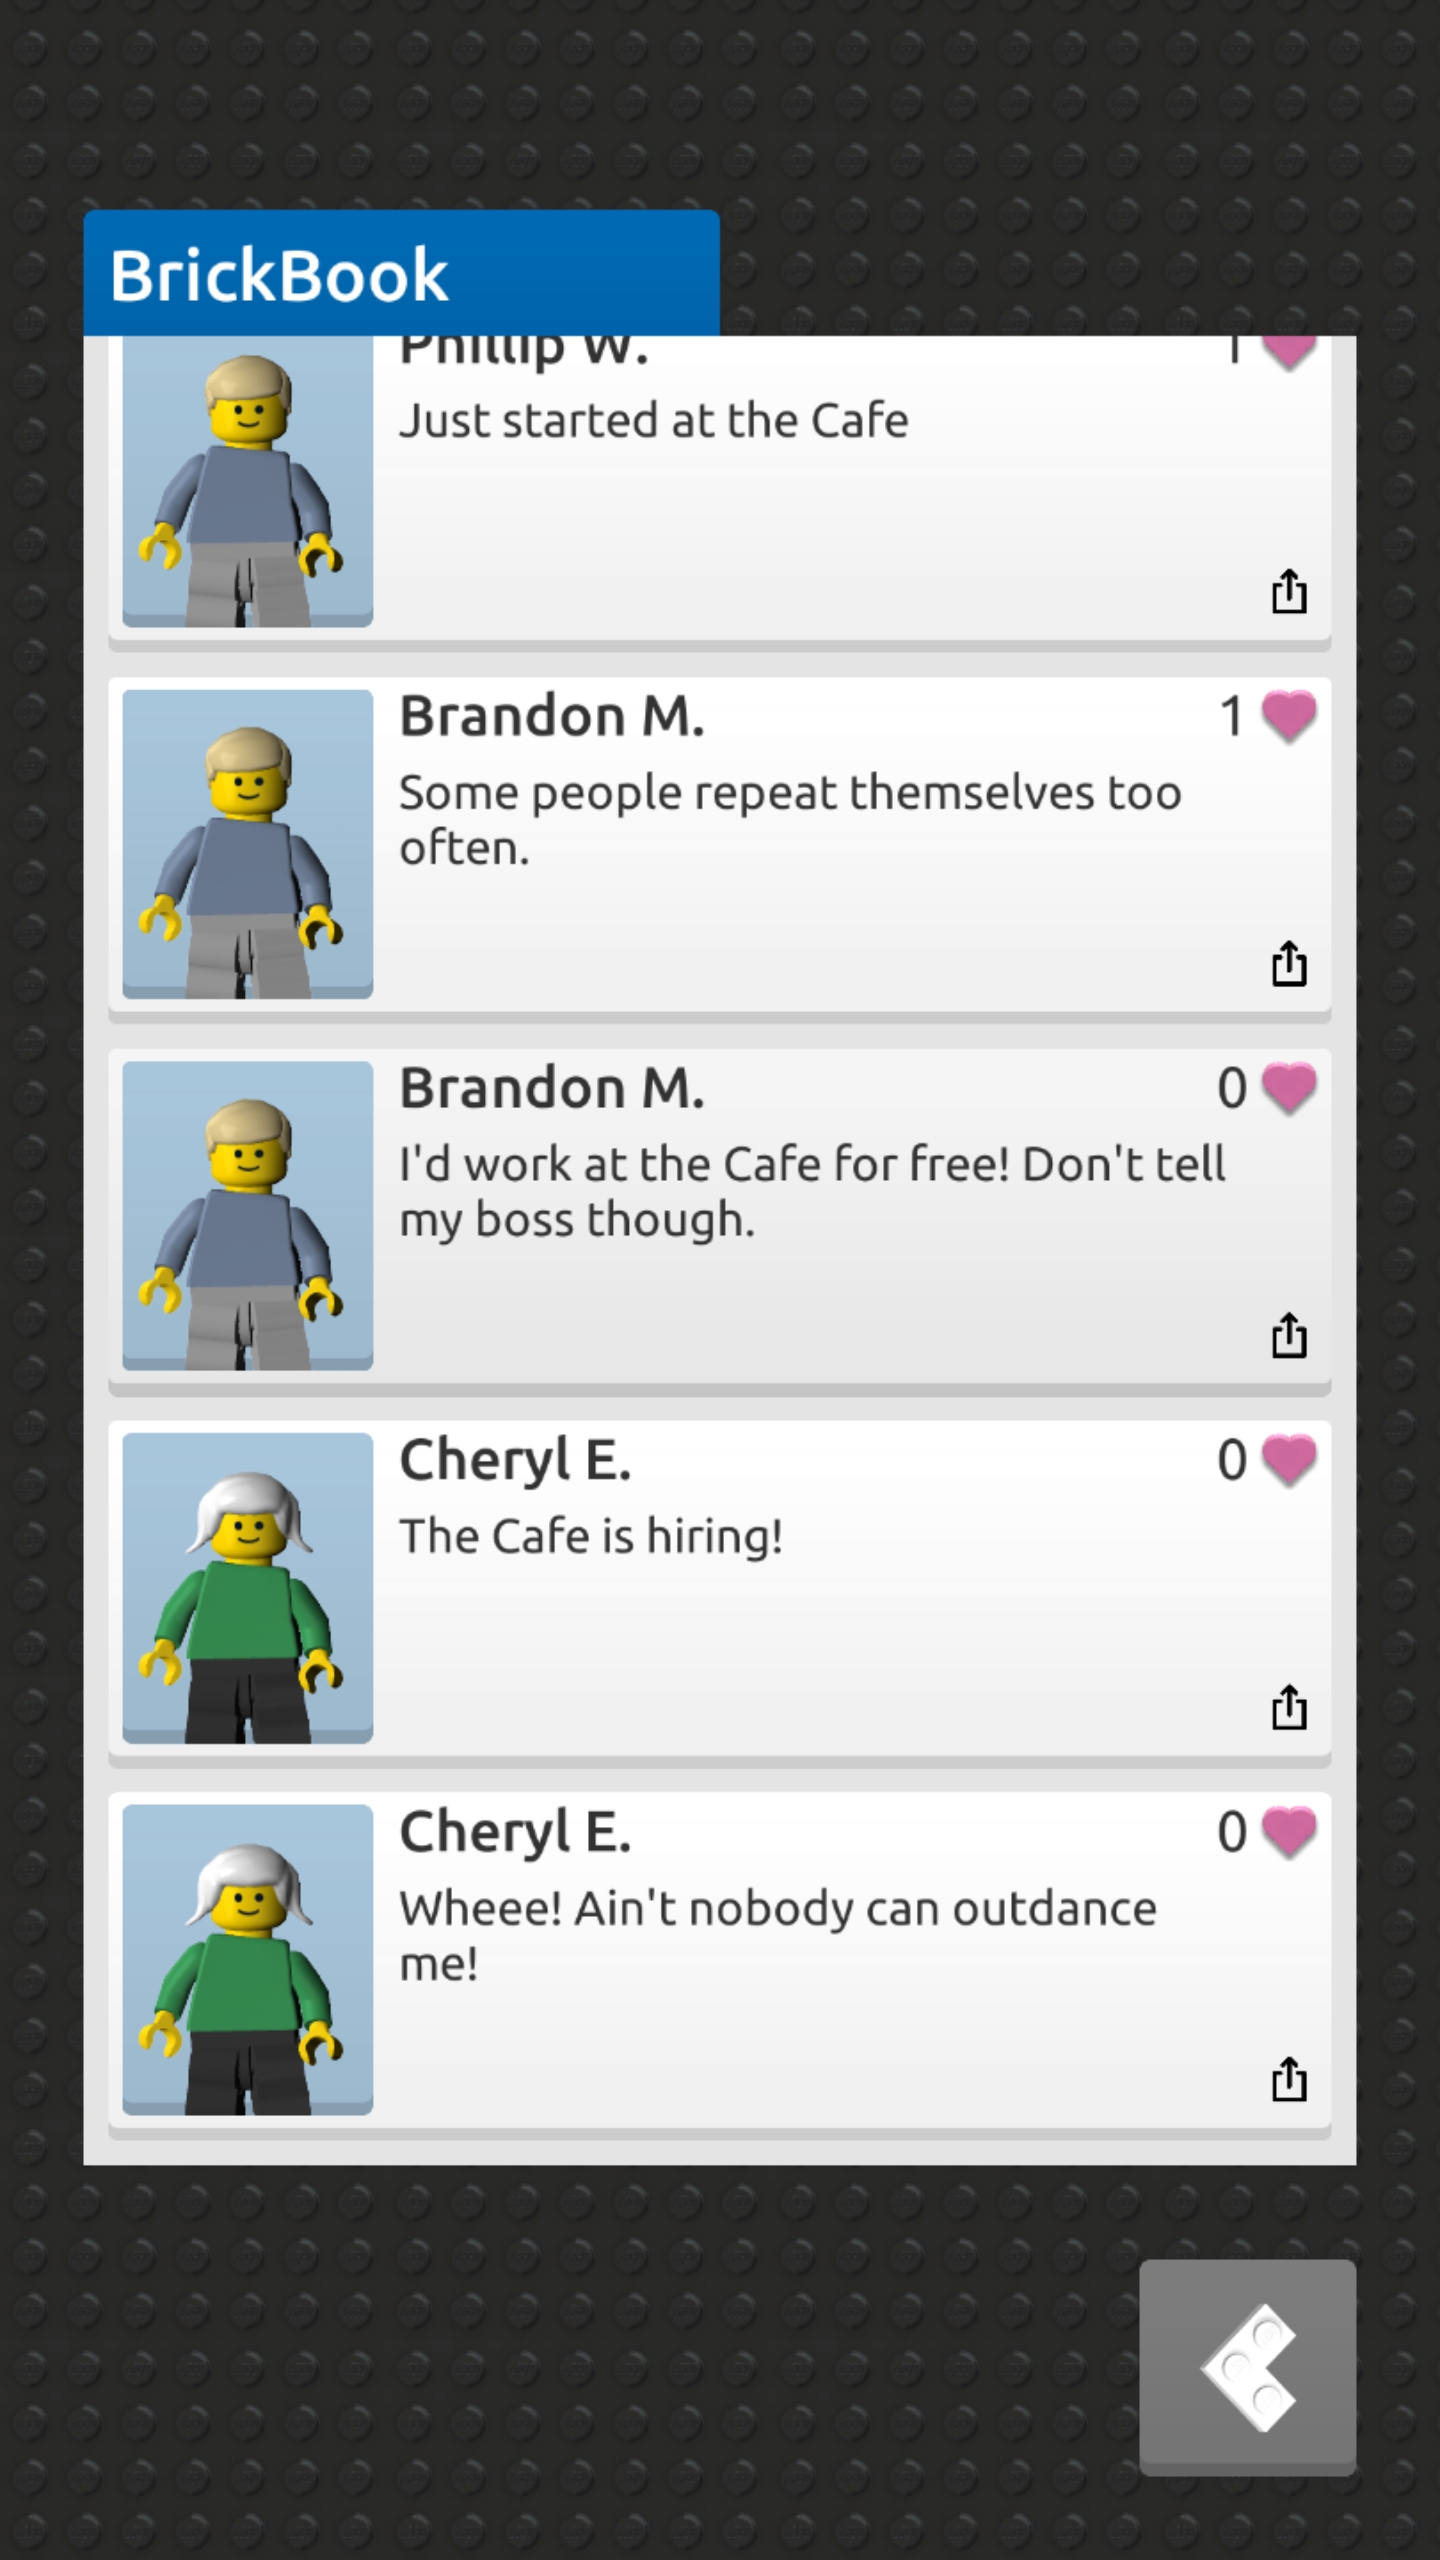 BrickBook
Phillip W.
1
Just started at the Cafe
Brandon M.
1
Some people repeat themselves too
often.
Brandon M.
0
I'd work at the Cafe for free! Don't tell
my boss though.
Cheryl E.
0
The Cafe is hiring!
Cheryl E.
0
Wheee! Ain't nobody can outdance
me!